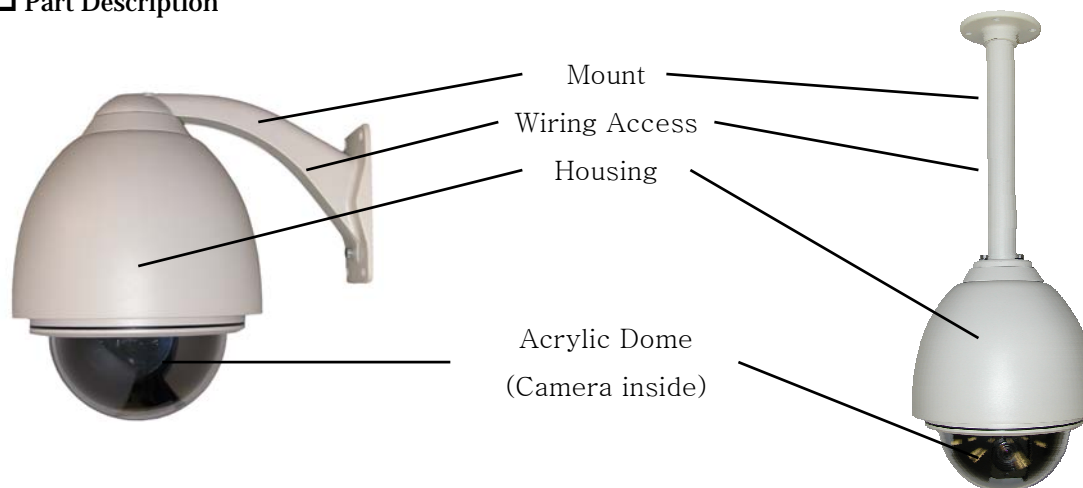 Part Description
Mount
Wiring Access
Housing
Acrylic Dome
(Camera inside)